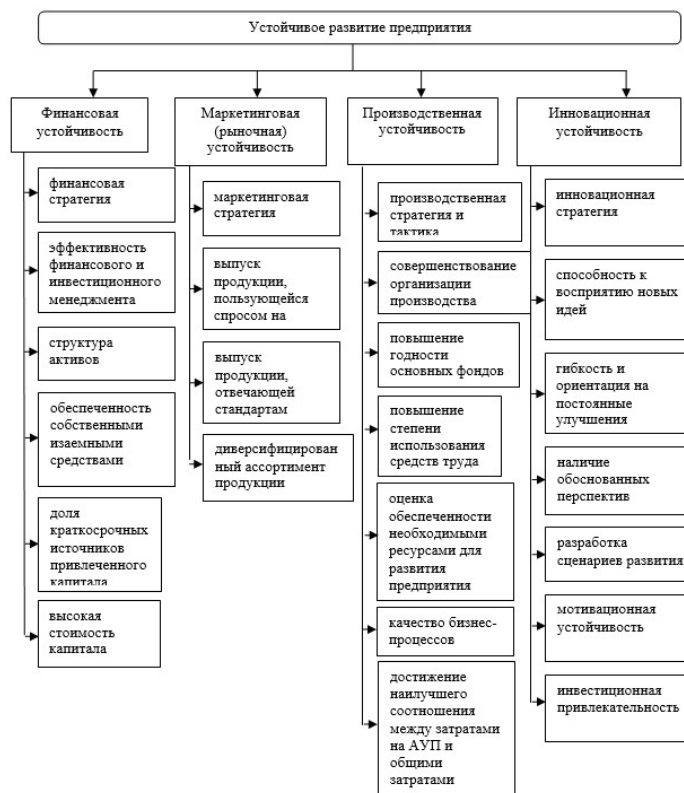 Устойчивое развитие предприятия
Финансовая
устойчивость
финансовая
стратегия
эффективность
финансового и
инвестиционного
менеджмента
структура
активов
обеспеченность
собственными
изаемными
средствами
доля
краткосрочных
источников
привлеченного
капитала
высокая
стоимость
капитала
Маркетинговая
(рыночная)
устойчивость
маркетинговая
стратегия
выпуск
продукции,
пользующейся
спросом на
выпуск
продукции,
отвечающей
стандартам
диверсифицирован
ный ассортимент
продукции
Производственная
устойчивость
производственная
стратегия и
тактика
совершенствование
организации
производства
повышение
годности
основных фондов
повышение
степени
использования
средств труда
оценка
обеспеченности
необходимыми
ресурсами для
развития
предприятия
качество бизнес-
процессов
достижение
наилучшего
соотношения
между затратами
на АУП и
общими
затратами
Инновационная
устойчивость
инновационная
стратегия
способность к
восприятию новых
идей
гибкость и
ориентация на
постоянные
улучшения
наличие
обоснованных
перспектив
разработка
сценариев развития
мотивационная
устойчивость
инвестиционная
привлекательность